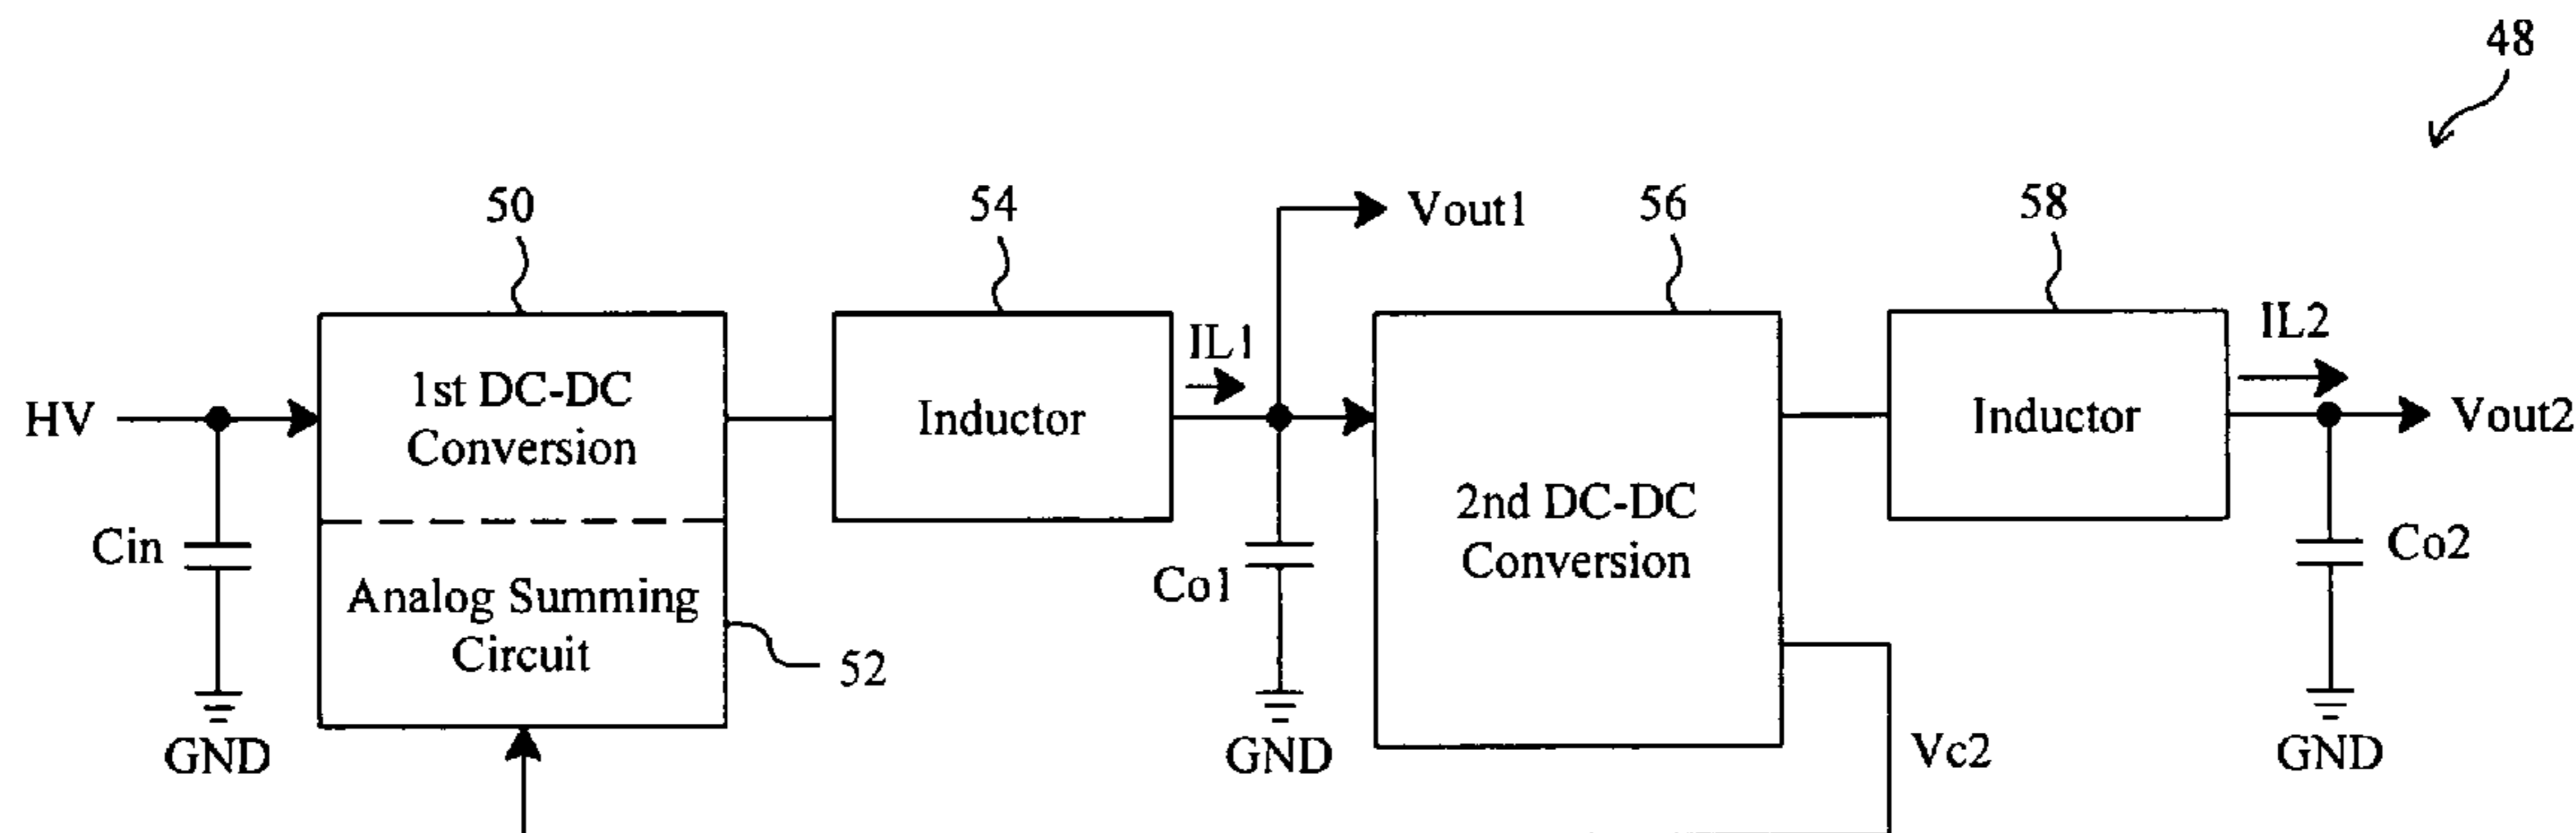 48
50
54
Vout1
56
58
HV
1st DC-DC
Conversion
Inductor
IL1
2nd DC-DC
Conversion
Inductor
IL2
Vout2
Cin
GND
Analog Summing
Circuit
52
Co1
GND
Vc2
Co2
GND